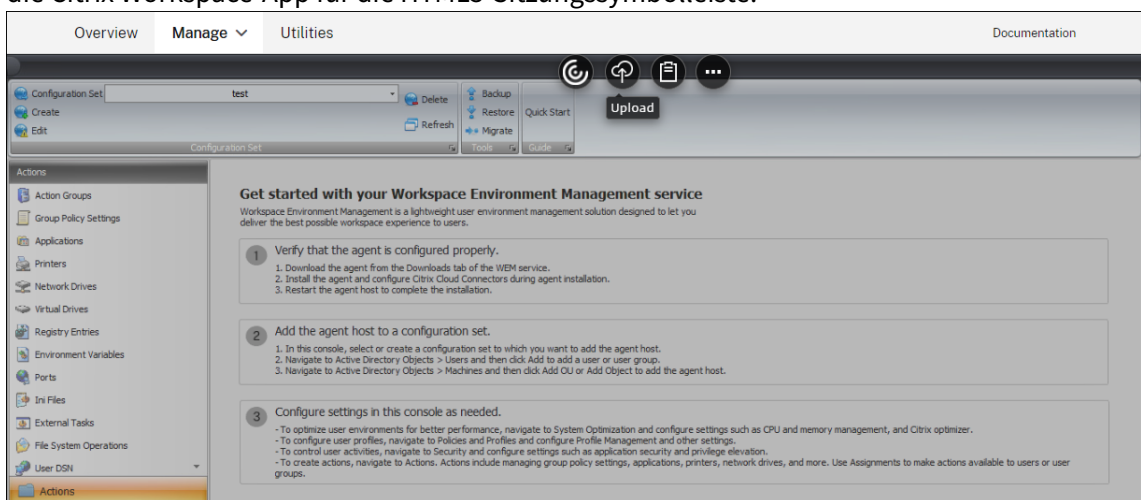 die Citrix Workspace-App für die HTML5-Sitzungssymbolleiste.
Overview Manage Utilities Documentation
Upload
Configuration Set test
Create
Edit
Delete
Refresh
Configuration Set
Backup
Restore
Migrate
Tools
Quick Start
Guide
Actions
Action Groups
Group Policy Settings
Applications
Printers
Network Drives
Virtual Drives
Registry Entries
Environment Variables
Ports
Ini Files
External Tasks
File System Operations
User DSN
Actions
Get started with your Workspace Environment Management service
Workspace Environment Management is a lightweight user environment management solution designed to let you
deliver the best possible workspace experience to users.
1 Verify that the agent is configured properly.
1. Download the agent from the Downloads tab of the WEM service.
2. Install the agent and configure Citrix Cloud Connectors during agent installation.
3. Restart the agent host to complete the installation.
2 Add the agent host to a configuration set.
1. In this console, select or create a configuration set to which you want to add the agent host.
2. Navigate to Active Directory Objects > Users and then click Add to add a user or user group.
3. Navigate to Active Directory Objects > Machines and then click Add OU or Add Object to add the agent host.
3 Configure settings in this console as needed.
- To optimize user environments for better performance, navigate to System Optimization and configure settings such as CPU and memory management, and Citrix optimizer.
- To configure user profiles, navigate to Policies and Profiles and configure Profile Management and other settings.
- To control user activities, navigate to Security and configure settings such as application security and privilege elevation.
- To create actions, navigate to Actions. Actions include managing group policy settings, applications, printers, network drives, and more. Use Assignments to make actions available to users or user
groups.